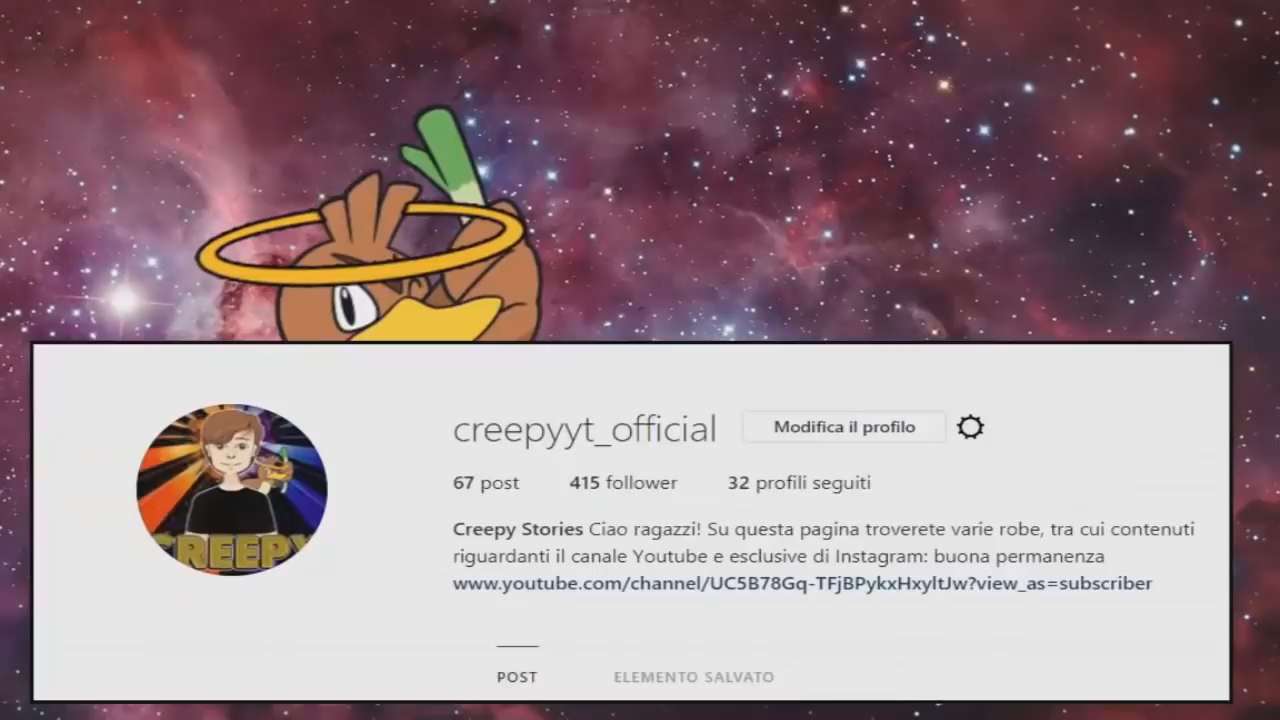 creepyyt_official
Modifica il profilo
67 post 415 follower 32 profili seguiti
Creepy Stories Ciao ragazzi! Su questa pagina troverete varie robe, tra cui contenuti
riguardanti il canale Youtube e esclusive di Instagram: buona permanenza
www.youtube.com/channel/UC5B78Gq-TFjBPykxHxyltJw?view_as=subscriber
CREEPY
POST ELEMENTO SALVATO